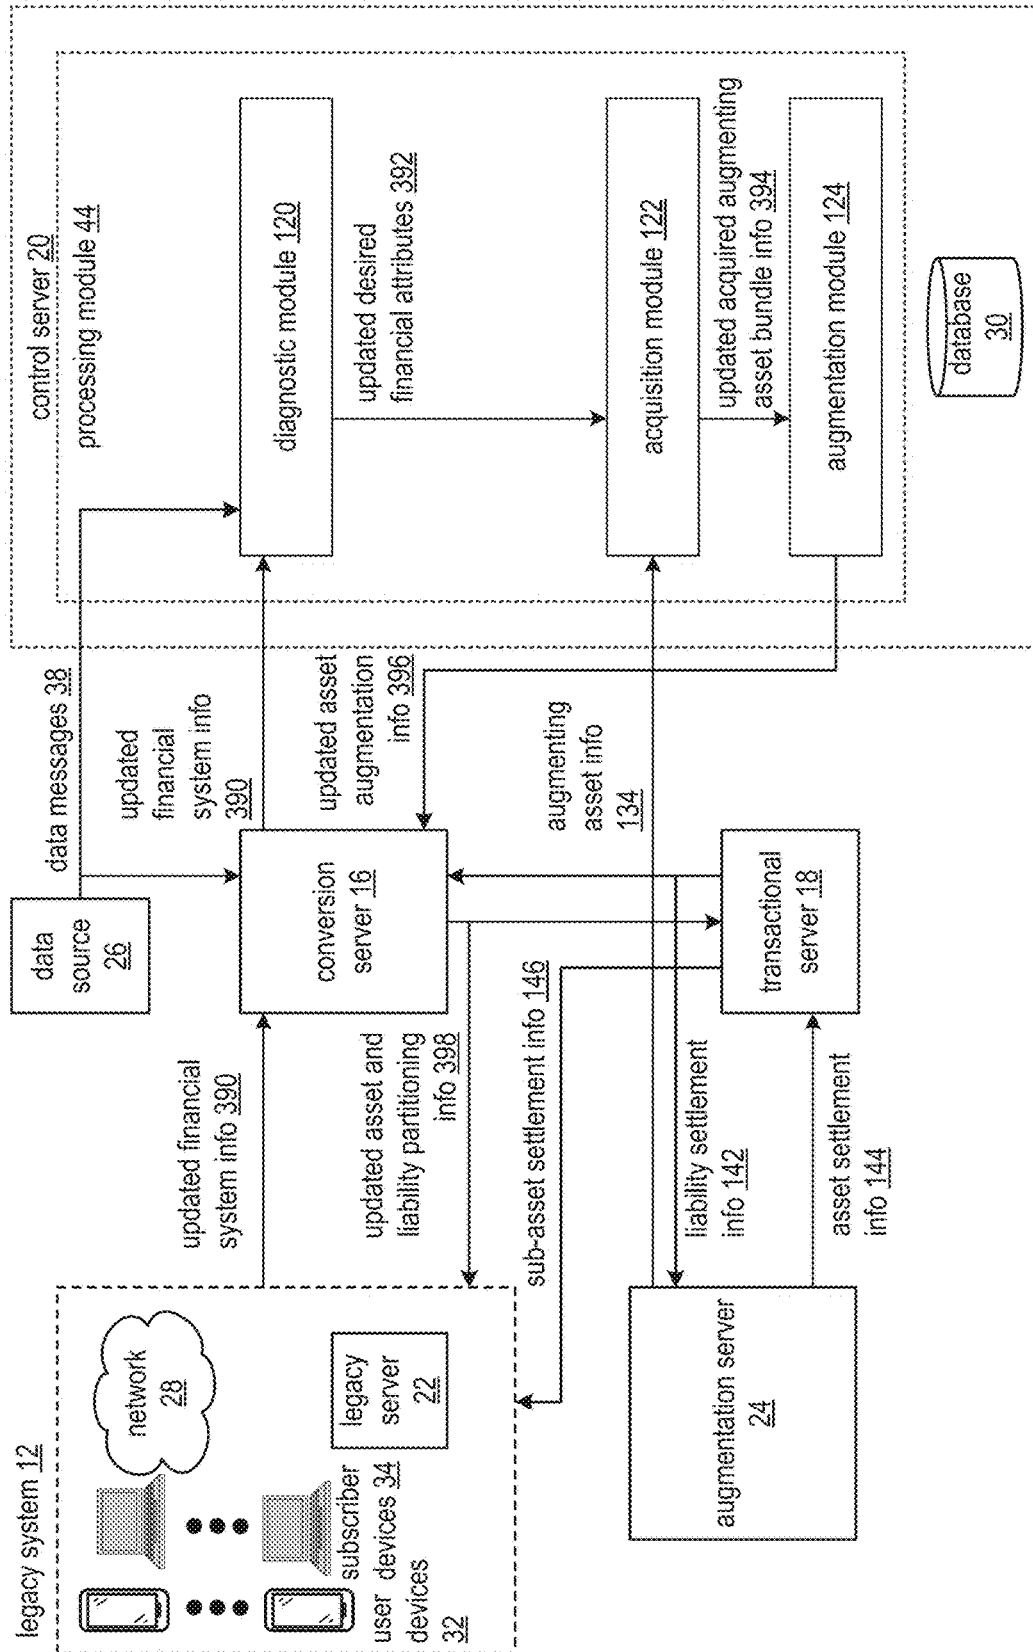 legacy system 12
network
28
legacy
server
22
subscriber
devices 34
user
devices
32
data
source
26
data messages 38
updated financial
system info 390
updated
financial
system info
390
conversion
server 16
updated asset and
liability partitioning
info 398
updated asset
augmentation
info 396
sub-asset settlement info 146
augmenting
asset info
134
liability settlement
info 142
asset settlement
info 144
augmentation server
24
transactional
server 18
control server 20
processing module 44
diagnostic module 120
updated desired
financial attributes 392
acquisition module 122
updated acquired augmenting
asset bundle info 394
augmentation module 124
database
30